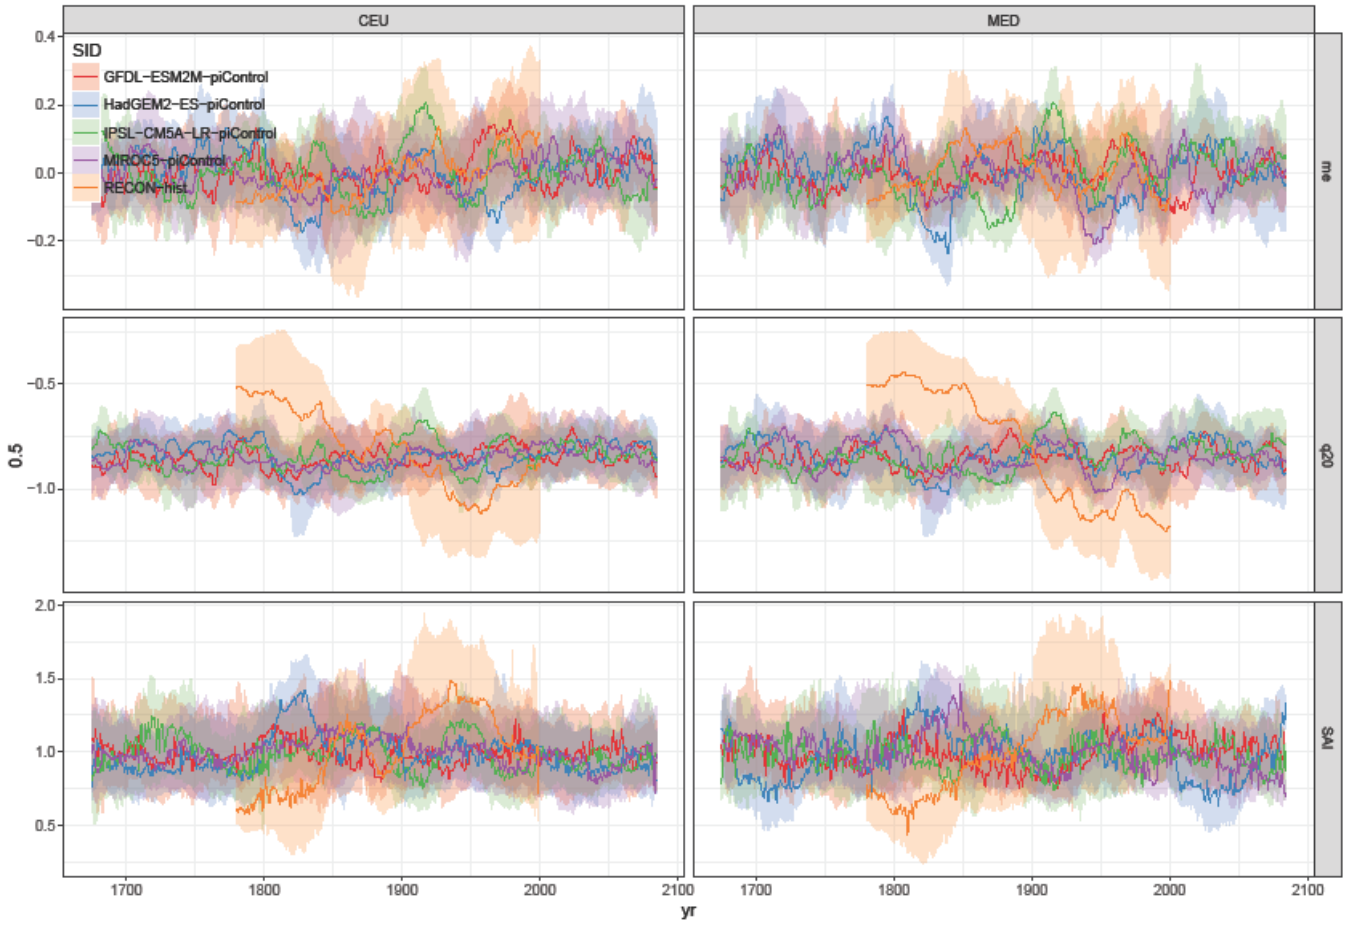 CEU
MED
SID
GFDL-ESM2M-piControl
HadGEM2-ES-piControl
IPSL-CM5A-LR-piControl
MIROC5-piControl
RECON-hist
0.4
0.2
0.0
−0.2
me
−0.5
−1.0
q20
0.5
2.0
1.5
1.0
0.5
SAI
1700 1800 1900 2000 2100 1700 1800 1900 2000 2100
yr